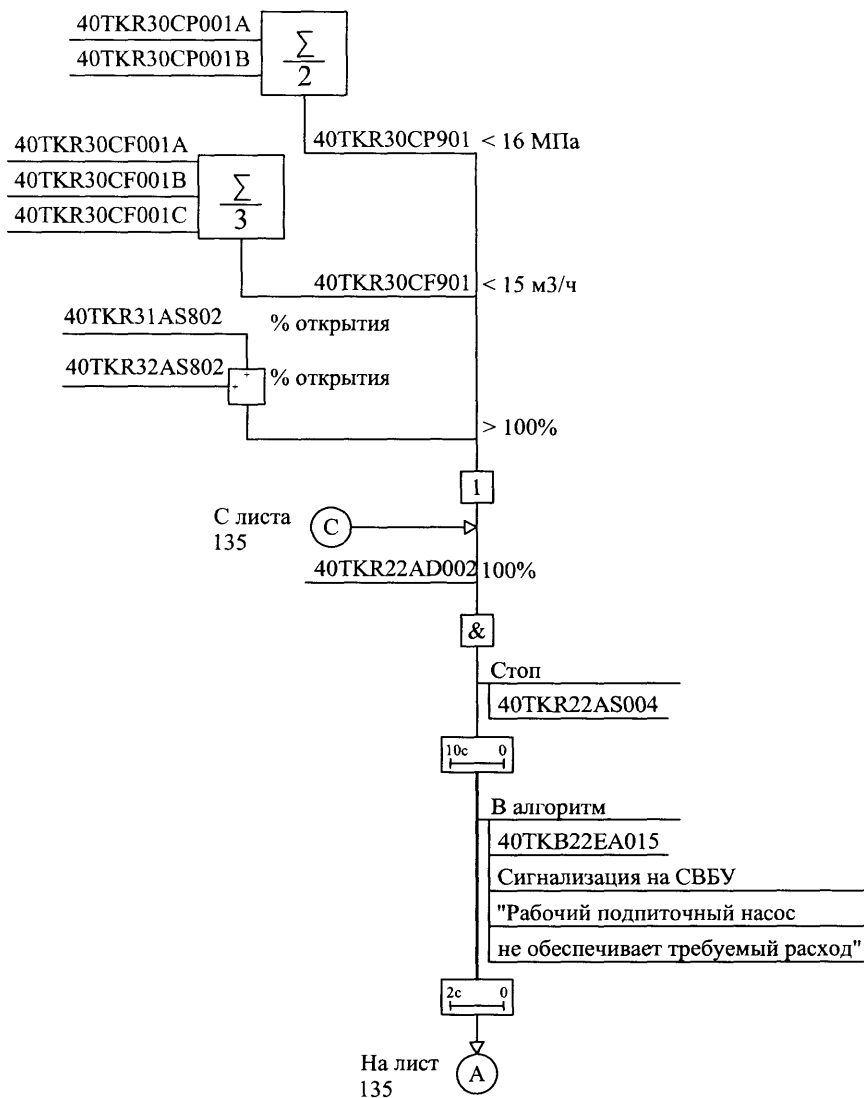 40TKR30CP001A
40TKR30CP001B
Σ
2
40TKR30CP901 < 16 МПа
40TKR30CF001A
40TKR30CF001B
40TKR30CF001C
Σ
3
40TKR30CF901 < 15 м3/ч
40TKR31AS802 % открытия
40TKR32AS802 % открытия
+
+
> 100%
1
С листа
135
C
40TKR22AD002 100%
&
Стоп
40TKR22AS004
10с 0
В алгоритм
40TKB22EA015
Сигнализация на СВБУ
"Рабочий подпиточный насос
не обеспечивает требуемый расход"
2с 0
На лист
135
A